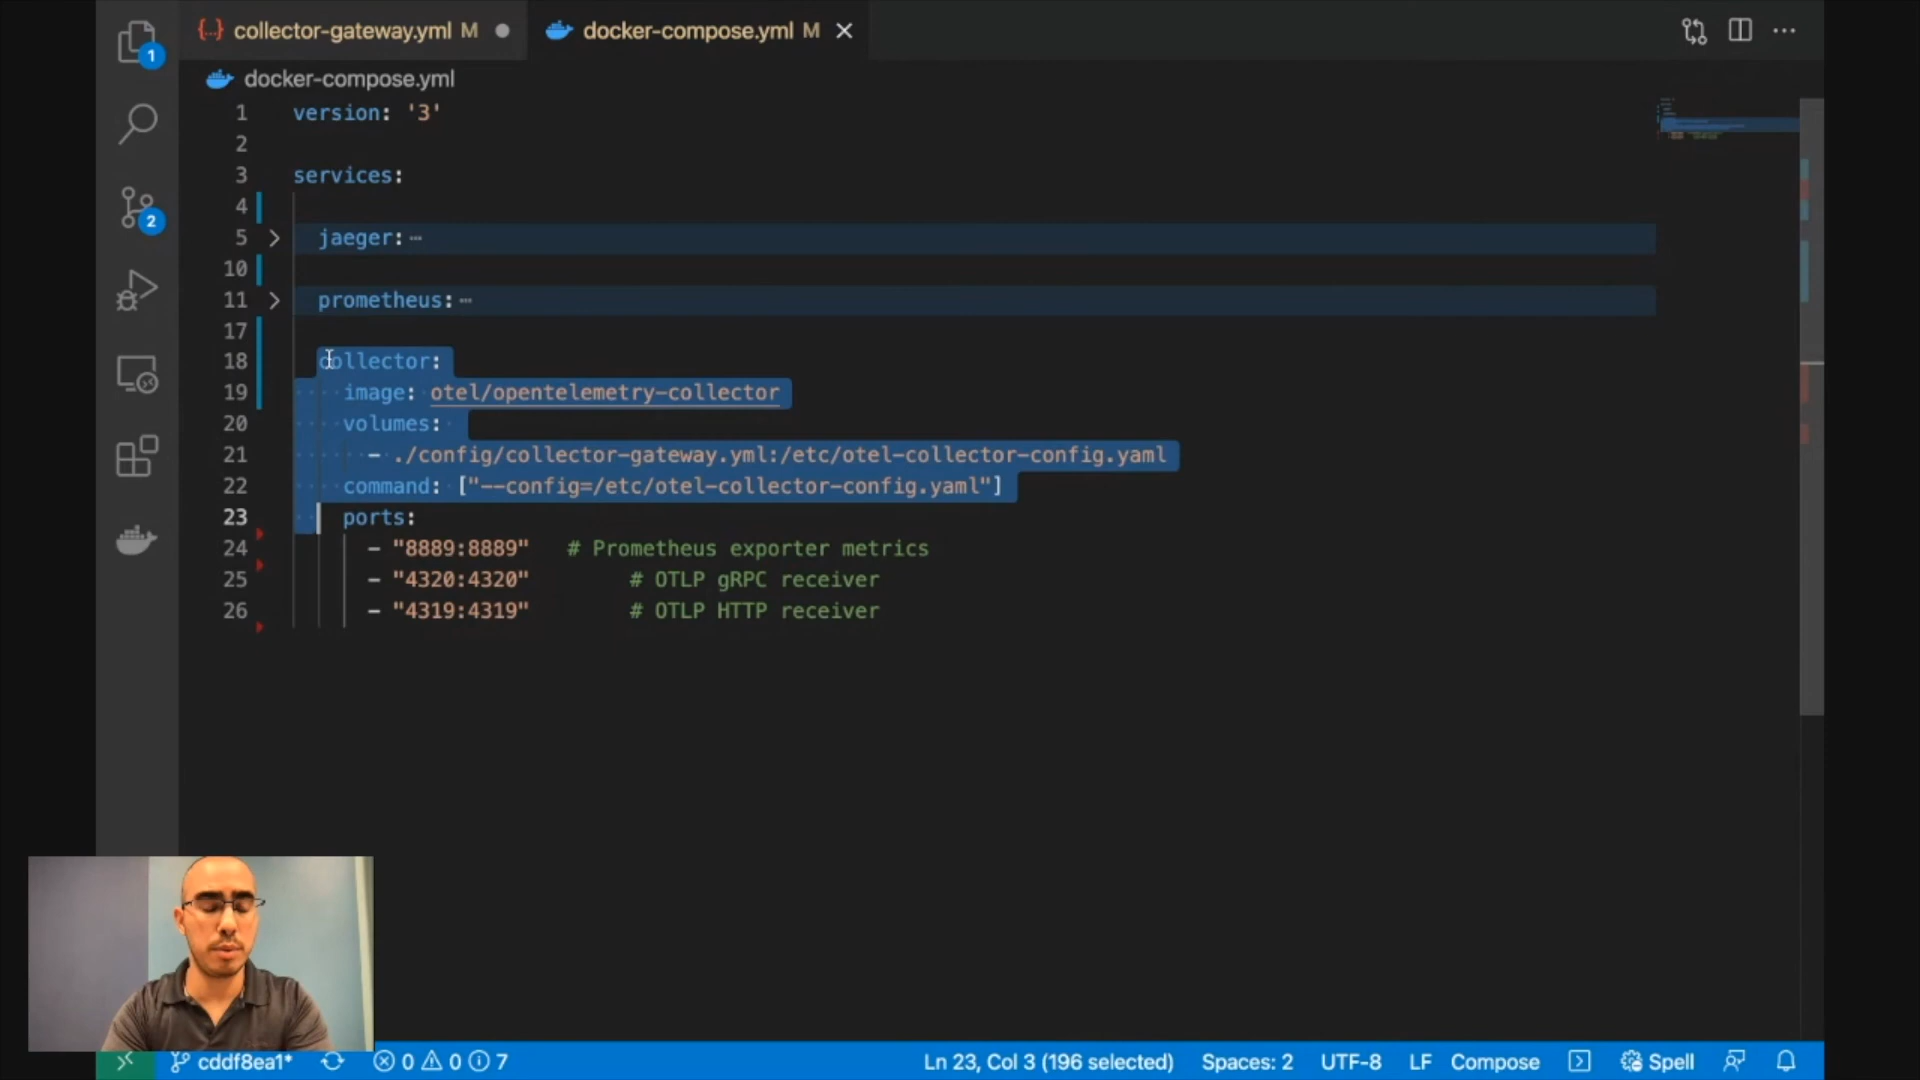 collector-gateway.yml M
docker-compose.yml M
docker-compose.yml
1 version: '3'
2
3 services:
4
5 jaeger:
10
11 prometheus:
17
18 collector:
19 image: otel/opentelemetry-collector
20 volumes:
21 - ./config/collector-gateway.yml:/etc/otel-collector-config.yaml
22 command: ["--config=/etc/otel-collector-config.yaml"]
23 ports:
24 - "8889:8889" # Prometheus exporter metrics
25 - "4320:4320" # OTLP gRPC receiver
26 - "4319:4319" # OTLP HTTP receiver
1
2
cddf8ea1* 0 0 7 Ln 23, Col 3 (196 selected) Spaces: 2 UTF-8 LF Compose Spell